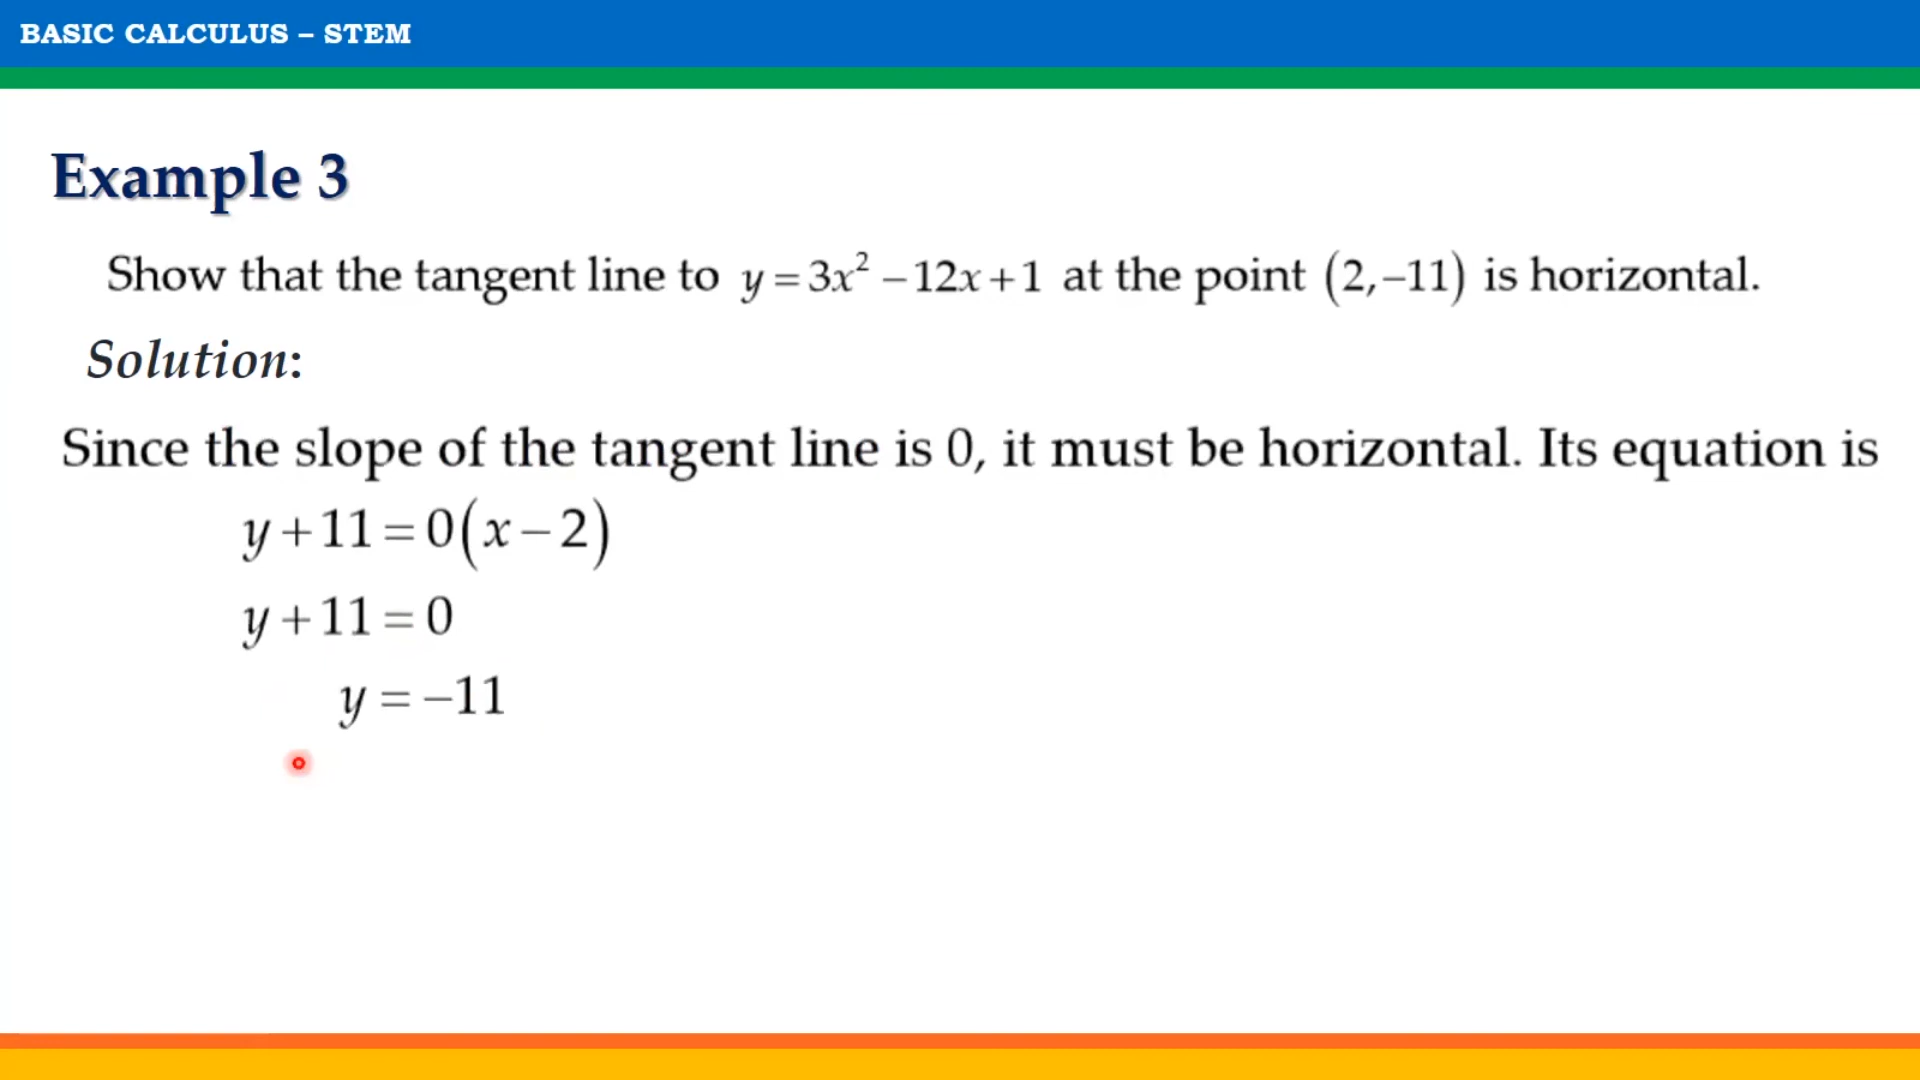 BASIC CALCULUS – STEM
Example 3
Show that the tangent line to y = 3x² − 12x + 1 at the point (2, −11) is horizontal.
Solution:
Since the slope of the tangent line is 0, it must be horizontal. Its equation is
y + 11 = 0(x − 2)
y + 11 = 0
y = −11